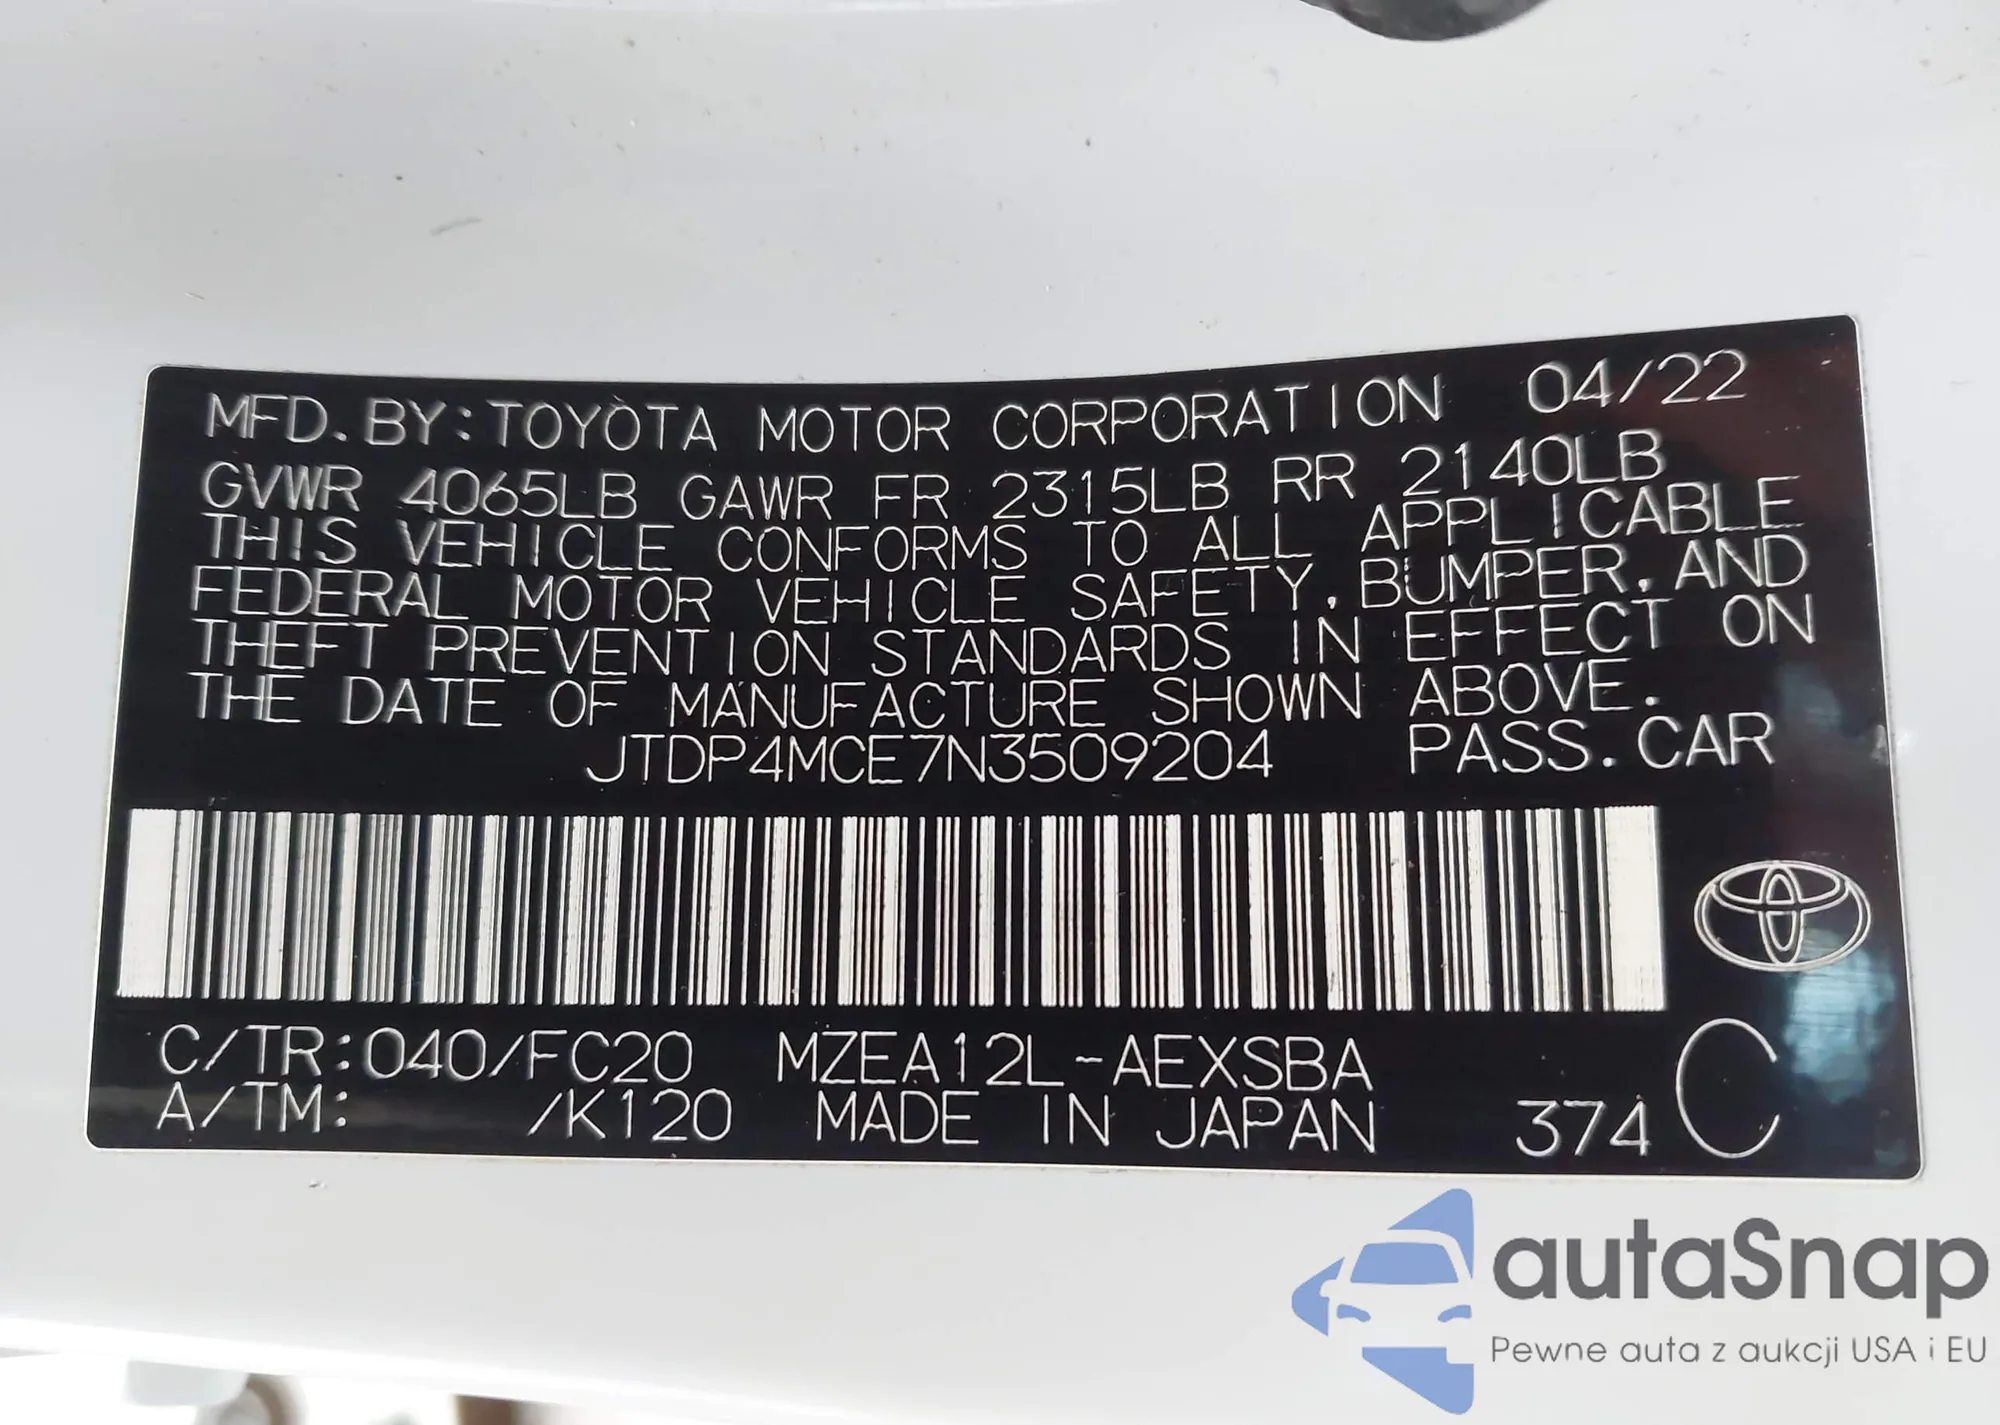 MFD. BY: TOYOTA MOTOR CORPORATION 04/22
GVWR 4065LB GAWR FR 2315LB RR 2140LB
THIS VEHICLE CONFORMS TO ALL APPLICABLE
FEDERAL MOTOR VEHICLE SAFETY, BUMPER, AND
THEFT PREVENTION STANDARDS IN EFFECT ON
THE DATE OF MANUFACTURE SHOWN ABOVE.
JTDP4MCE7N3509204 PASS. CAR
C/TR: 040/FC20 MZEA12L-AEXSBA
A/TM: /K120 MADE IN JAPAN 374 C
autaSnap
Pewne auta z aukcji USA i EU